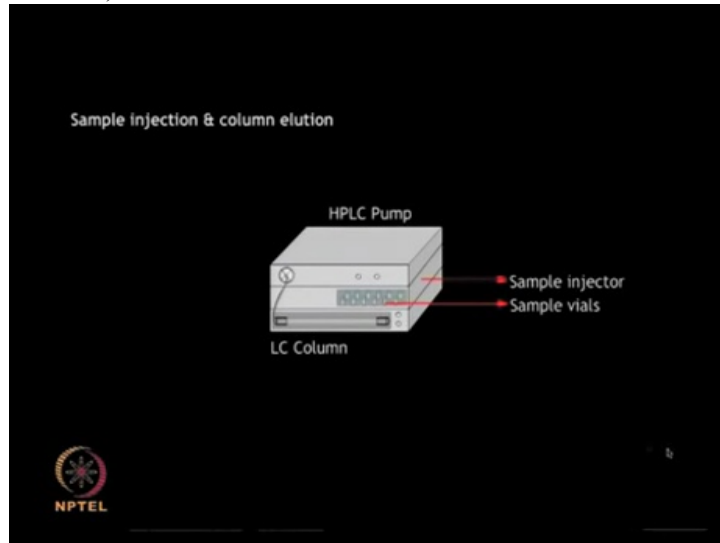 Sample injection & column elution
HPLC Pump
Sample injector
Sample vials
LC Column
NPTEL